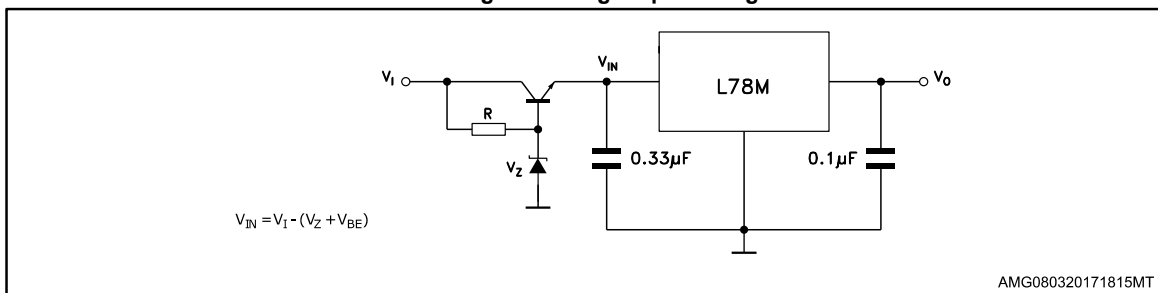 V_I
V_IN
L78M
V_O
R
V_Z
0.33µF
0.1µF
V_IN = V_I - (V_Z + V_BE)
AMG080320171815MT